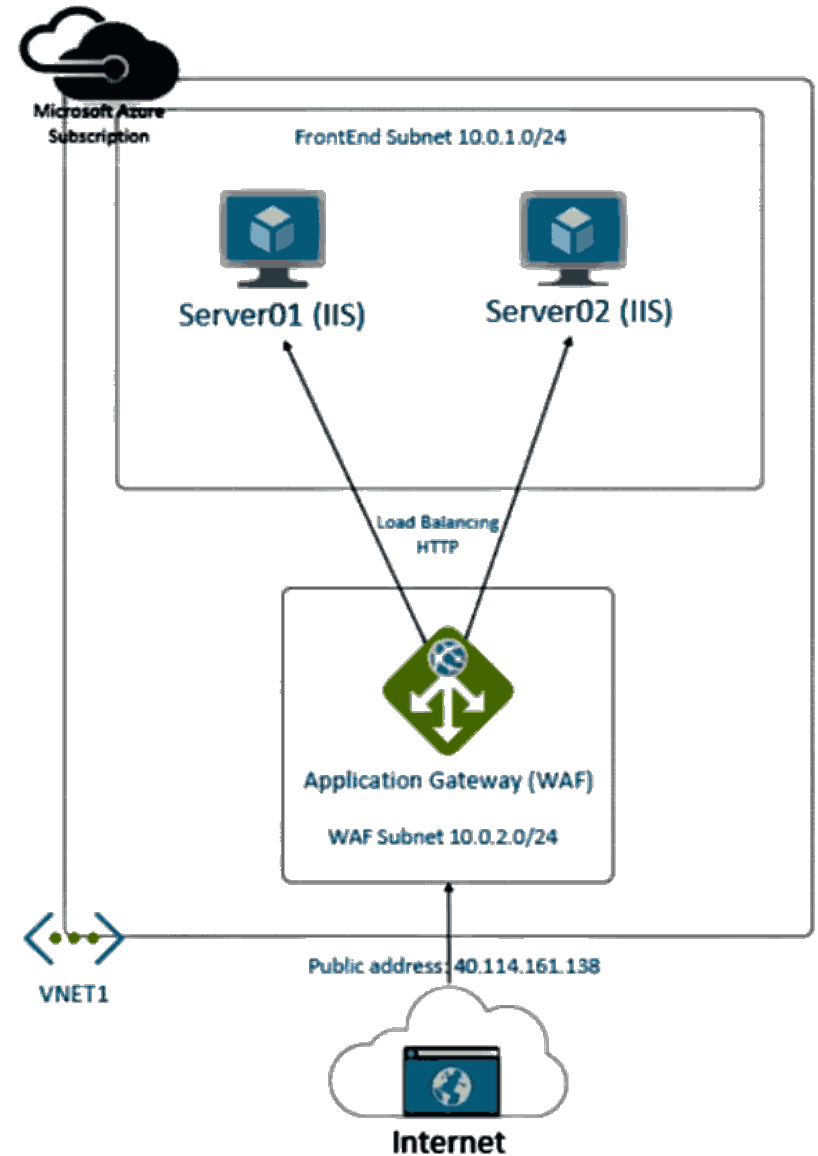 Microsoft Azure
Subscription
FrontEnd Subnet 10.0.1.0/24
Server01 (IIS)
Server02 (IIS)
Load Balancing
HTTP
Application Gateway (WAF)
WAF Subnet 10.0.2.0/24
Public address: 40.114.161.138
VNET1
Internet